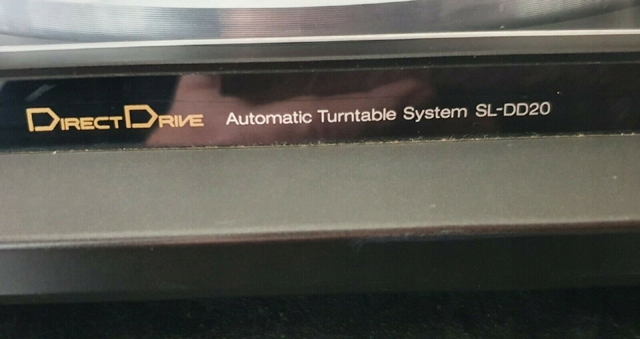 DIRECT DRIVE Automatic Turntable System SL-DD20